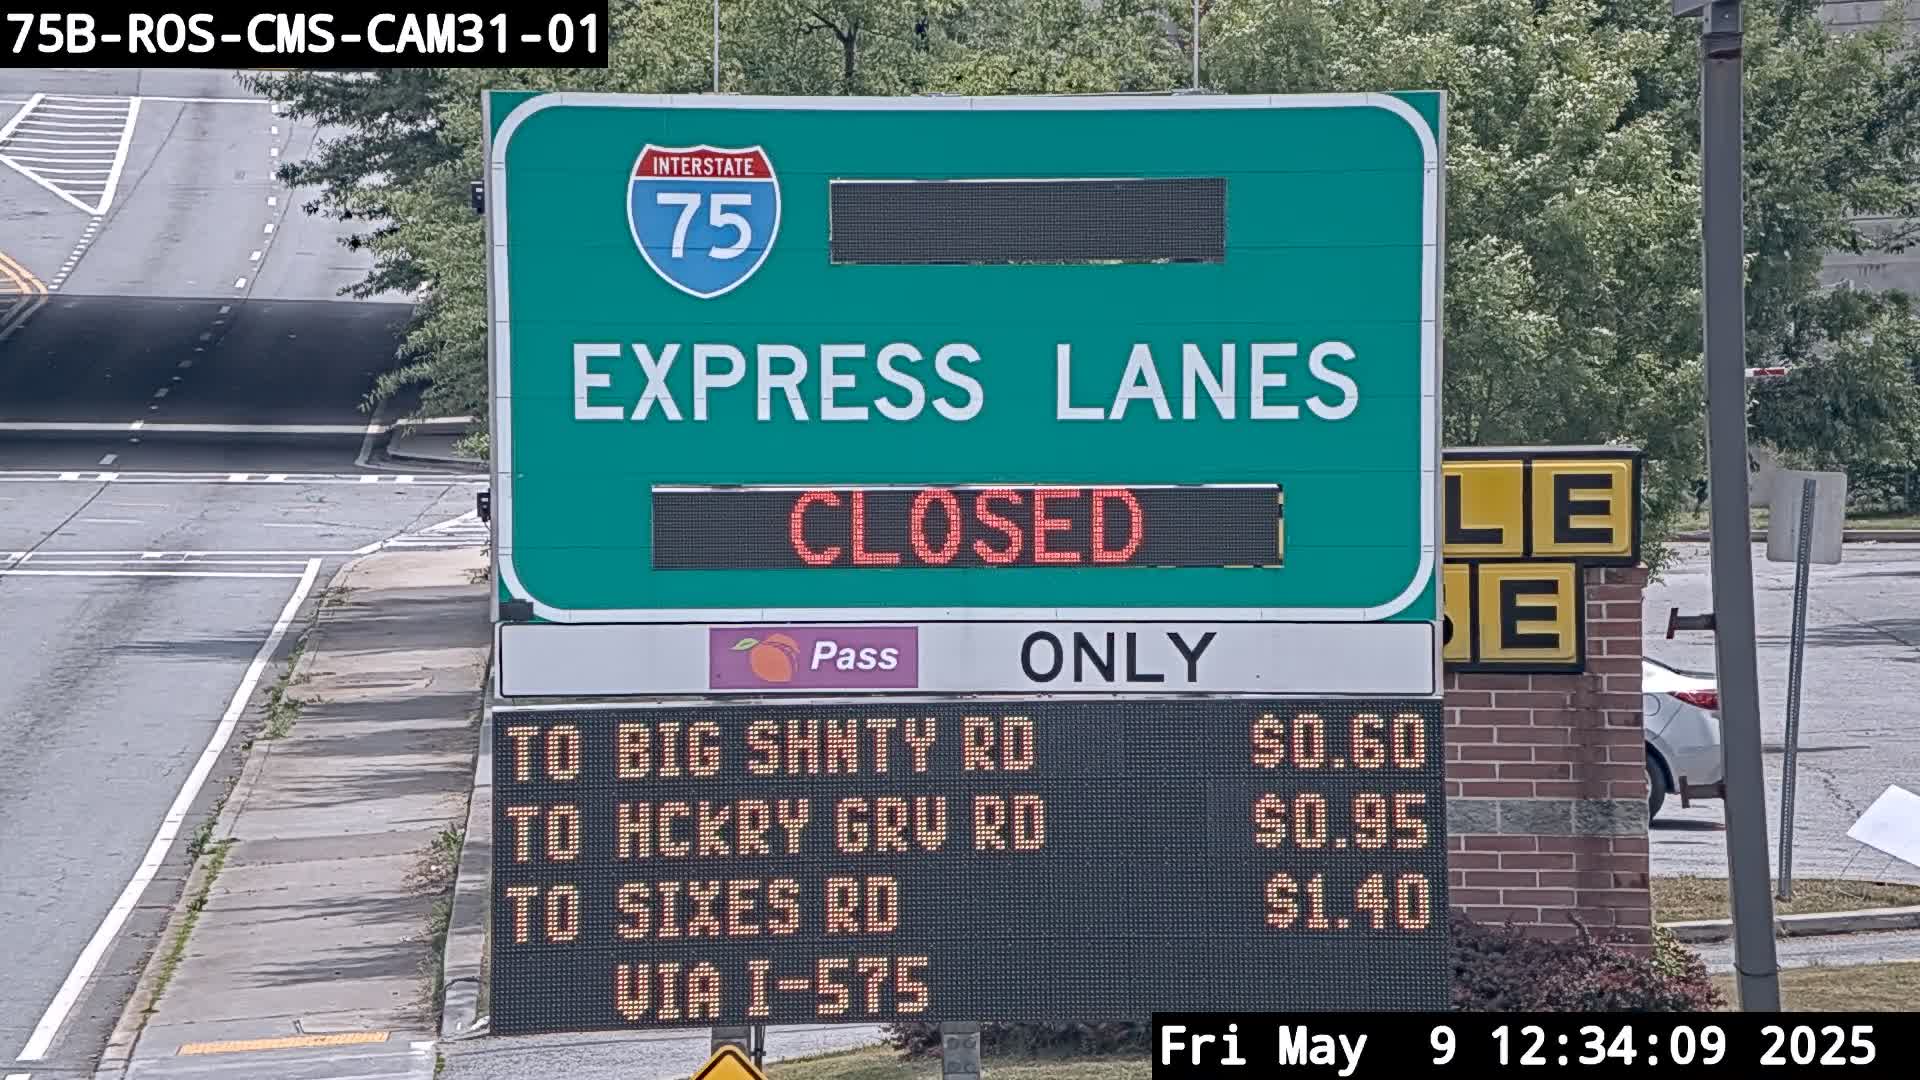 75B-ROS-CMS-CAM31-01
INTERSTATE
75
EXPRESS LANES
CLOSED
Pass ONLY
TO BIG SHNTY RD $0.60
TO HCKRY GRV RD $0.95
TO SIXES RD $1.40
VIA I-575
LE
E
Fri May 9 12:34:09 2025